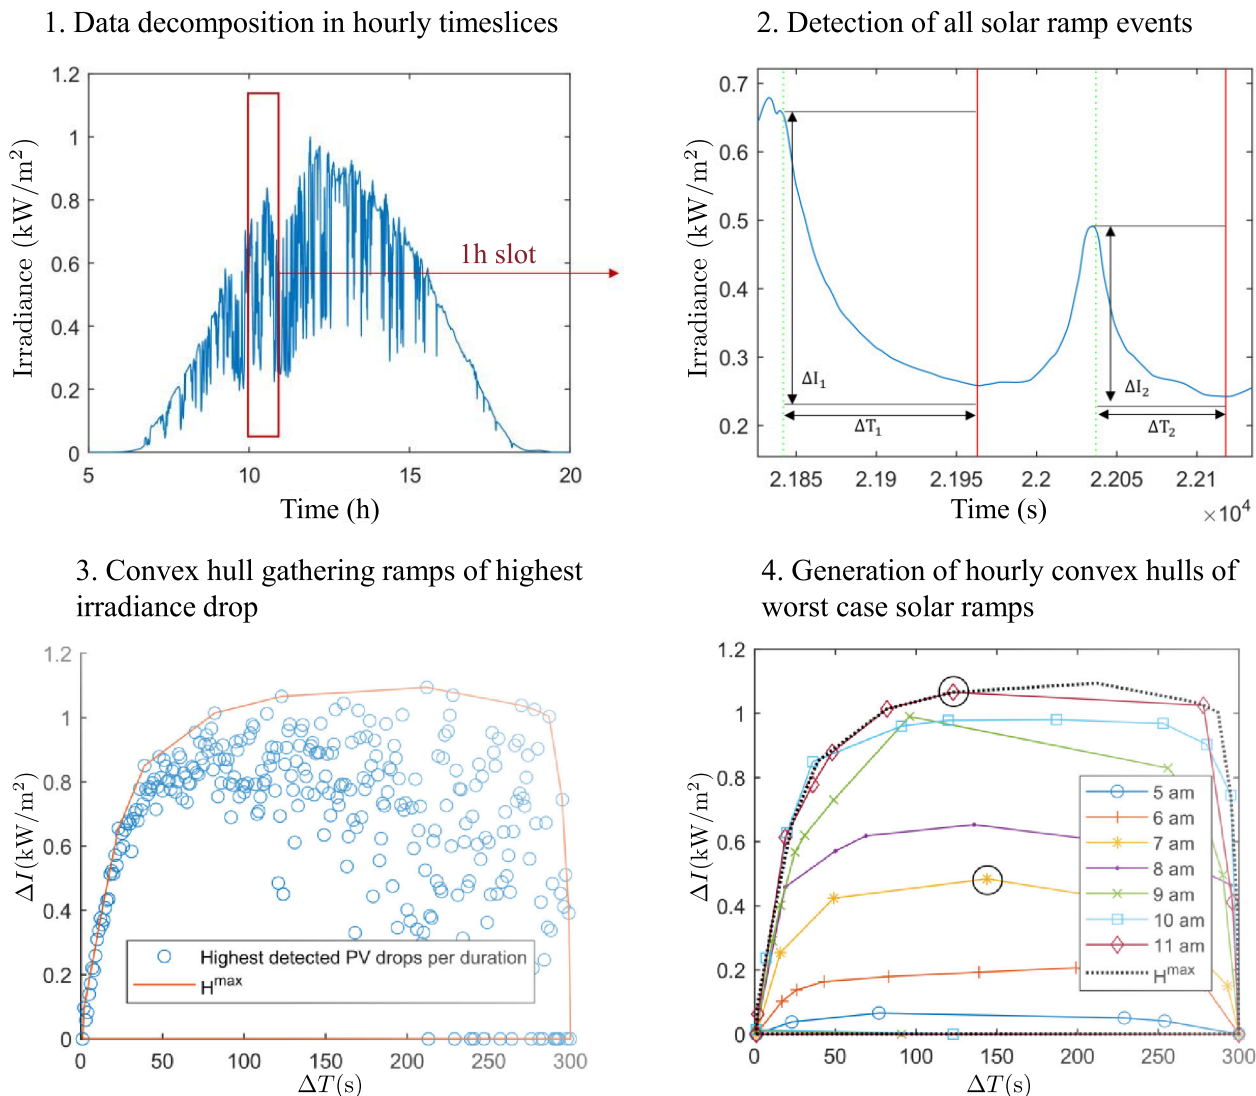 1. Data decomposition in hourly timeslices
1.2
1
0.8
0.6
0.4
0.2
0
5
10
15
20
Irradiance (kW/m²)
Time (h)
1h slot
2. Detection of all solar ramp events
0.7
0.6
0.5
0.4
0.3
0.2
2.185
2.19
2.195
2.2
2.205
2.21
×10⁴
Irradiance (kW/m²)
Time (s)
ΔI₁
ΔT₁
ΔI₂
ΔT₂
3. Convex hull gathering ramps of highest
irradiance drop
1.2
1
0.8
0.6
0.4
0.2
0
0
50
100
150
200
250
300
ΔI(kW/m²)
ΔT(s)
Highest detected PV drops per duration
H^max
4. Generation of hourly convex hulls of
worst case solar ramps
1.2
1
0.8
0.6
0.4
0.2
0
0
50
100
150
200
250
300
ΔI(kW/m²)
ΔT(s)
5 am
6 am
7 am
8 am
9 am
10 am
11 am
H^max